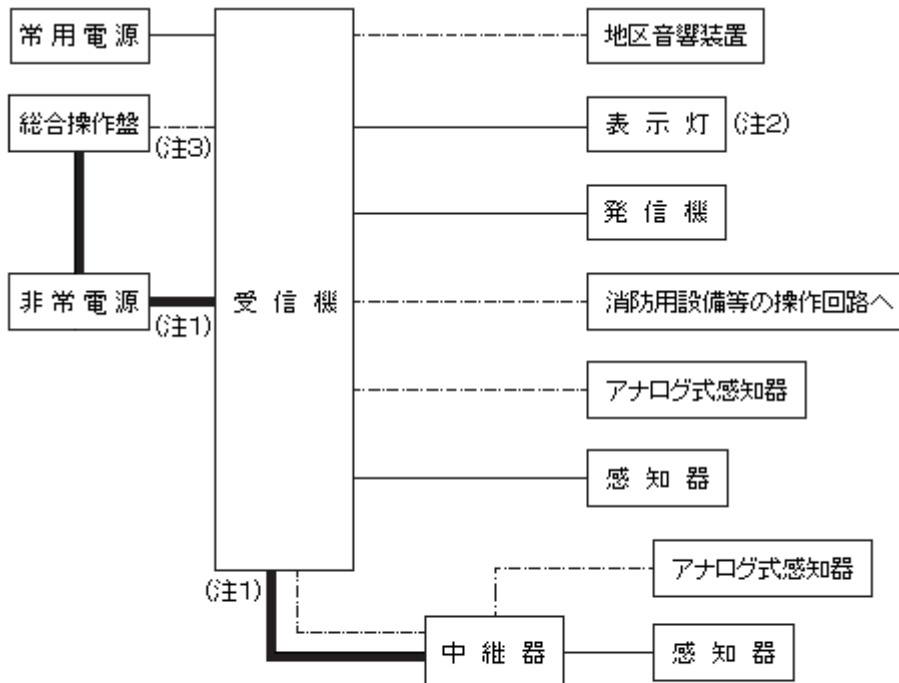 常用電源
地区音響装置
総合操作盤
(注3)
表示灯
(注2)
発信機
非常電源
(注1)
受信機
消防用設備等の操作回路へ
アナログ式感知器
感知器
(注1)
アナログ式感知器
中継器
感知器